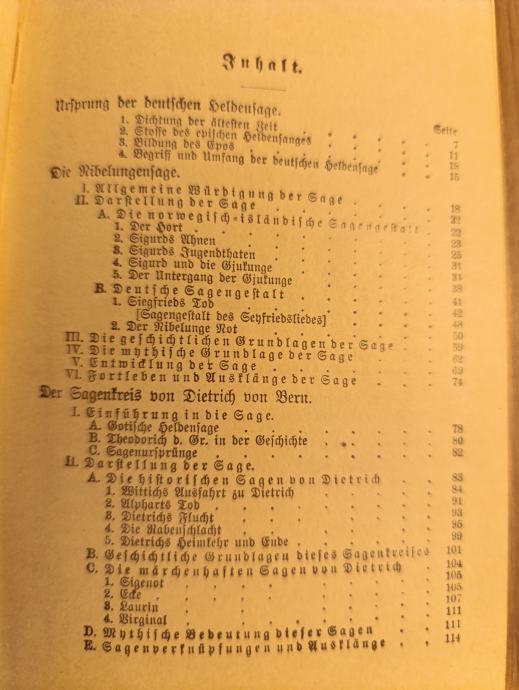 Inhalt.
Ursprung der deutschen Heldensage.
Seite
1. Dichtung der ältesten Zeit . . . . 7
2. Stoffe des epischen Heldensanges . . . . 11
3. Bildung des Epos . . . .
4. Begriff und Umfang der deutschen Heldensage . . 15
Die Nibelungensage.
I. Allgemeine Würdigung der Sage . . . . 18
II. Darstellung der Sage . . . . 22
A. Die norwegisch-isländische Sagengestalt . 22
1. Der Hort . . . . 23
2. Sigurds Ahnen . . . . 25
3. Sigurds Jugendthaten . . . . 31
4. Sigurd und die Gjukunge . . . .
5. Der Untergang der Gjukunge . . . . 38
B. Deutsche Sagengestalt . . . . 41
1. Siegfrieds Tod . . . . 42
[Sagengestalt des Seyfriedsliedes] . . . . 48
2. Der Nibelunge Not . . . . 50
III. Die geschichtlichen Grundlagen der Sage . . 59
IV. Die mythische Grundlage der Sage . . . 62
V. Entwicklung der Sage . . . . 69
VI. Fortleben und Ausklänge der Sage . . . 74
Der Sagenkreis von Dietrich von Bern.
I. Einführung in die Sage.
A. Gotische Heldensage . . . . 78
B. Theodorich d. Gr. in der Geschichte . . . . 80
C. Sagenursprünge . . . . 82
II. Darstellung der Sage.
A. Die historischen Sagen von Dietrich . . . 83
1. Wittichs Ausfahrt zu Dietrich . . . . 84
2. Alpharts Tod . . . . 91
3. Dietrichs Flucht . . . . 93
4. Die Rabenschlacht . . . . 95
5. Dietrichs Heimkehr und Ende . . . . 99
B. Geschichtliche Grundlagen dieses Sagenkreises 101
C. Die märchenhaften Sagen von Dietrich . . 104
1. Sigenot . . . . 105
2. Ecke . . . . 105
3. Laurin . . . . 107
4. Virginal . . . . 111
D. Mythische Bedeutung dieser Sagen . . . 111
E. Sagenverknüpfungen und Ausklänge . . 114